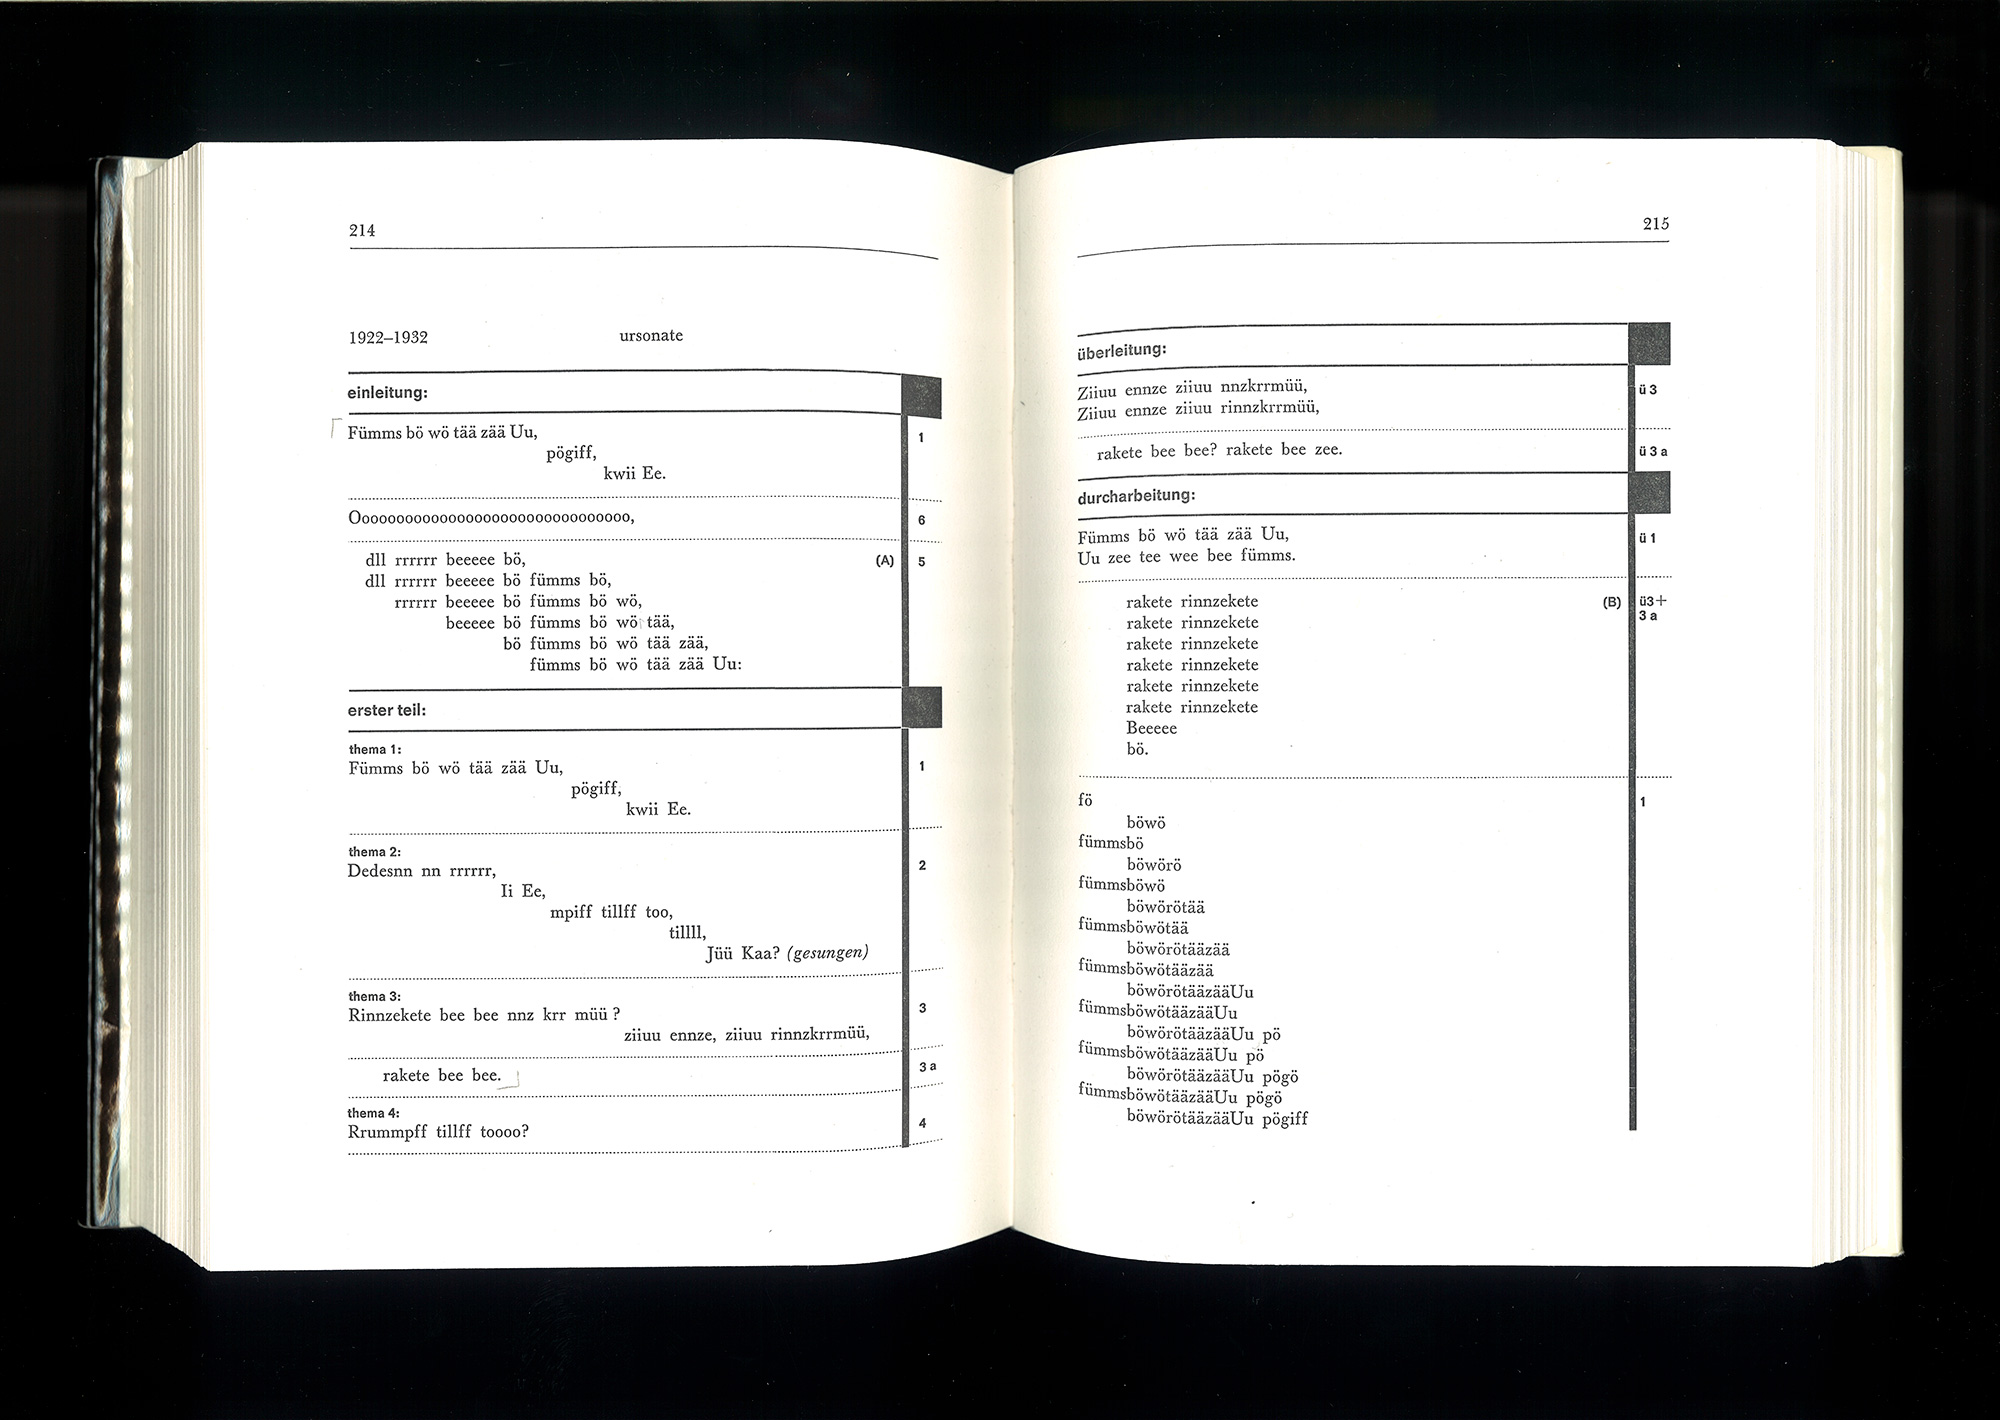 214
1922–1932 ursonate
einleitung:
Fümms bö wö tää zää Uu, 1
pögiff,
kwii Ee.
Oooooooooooooooooooooooooooooooo, 6
dll rrrrrr beeeee bö, (A) 5
dll rrrrrr beeeee bö fümms bö,
rrrrrr beeeee bö fümms bö wö,
beeeee bö fümms bö wö tää,
bö fümms bö wö tää zää,
fümms bö wö tää zää Uu:
erster teil:
thema 1:
Fümms bö wö tää zää Uu, 1
pögiff,
kwii Ee.
thema 2:
Dedesnn nn rrrrrr, 2
Ii Ee,
mpiff tillff too,
tillll,
Jüü Kaa? (gesungen)
thema 3:
Rinnzekete bee bee nnz krr müü ? 3
ziiuu ennze, ziiuu rinnzkrrmüü,
rakete bee bee. 3 a
thema 4:
Rrummpff tillff toooo? 4
215
überleitung:
Ziiuu ennze ziiuu nnzkrrmüü, ü 3
Ziiuu ennze ziiuu rinnzkrrmüü,
rakete bee bee? rakete bee zee. ü 3 a
durcharbeitung:
Fümms bö wö tää zää Uu, ü 1
Uu zee tee wee bee fümms.
rakete rinnzekete (B) ü3+
rakete rinnzekete 3 a
rakete rinnzekete
rakete rinnzekete
rakete rinnzekete
rakete rinnzekete
Beeeee
bö.
fö 1
böwö
fümmsbö
böwörö
fümmsböwö
böwörötää
fümmsböwötää
böwörötääzää
fümmsböwötääzää
böwörötääzääUu
fümmsböwötääzääUu
böwörötääzääUu pö
fümmsböwötääzääUu pö
böwörötääzääUu pögö
fümmsböwötääzääUu pögö
böwörötääzääUu pögiff